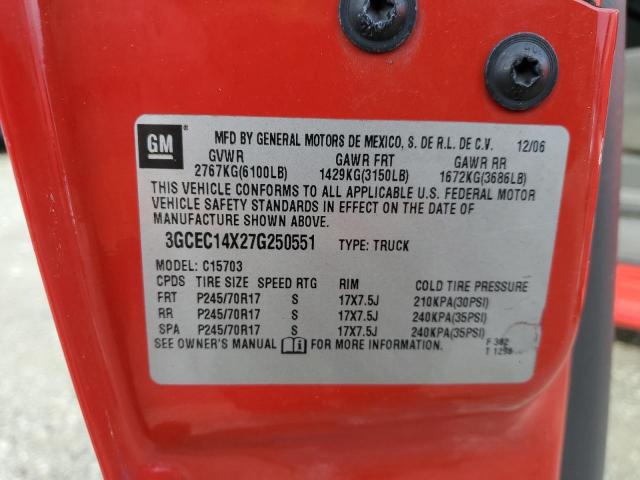 GM ®
MFD BY GENERAL MOTORS DE MEXICO, S. DE R.L. DE C.V. 12/06
GVWR GAWR FRT GAWR RR
2767KG(6100LB) 1429KG(3150LB) 1672KG(3686LB)
THIS VEHICLE CONFORMS TO ALL APPLICABLE U.S. FEDERAL MOTOR
VEHICLE SAFETY STANDARDS IN EFFECT ON THE DATE OF
MANUFACTURE SHOWN ABOVE.
3GCEC14X27G250551 TYPE: TRUCK
MODEL: C15703
CPDS TIRE SIZE SPEED RTG RIM COLD TIRE PRESSURE
FRT P245/70R17 S 17X7.5J 210KPA(30PSI)
RR P245/70R17 S 17X7.5J 240KPA(35PSI)
SPA P245/70R17 S 17X7.5J 240KPA(35PSI)
SEE OWNER'S MANUAL FOR MORE INFORMATION.
F 382
T 1298